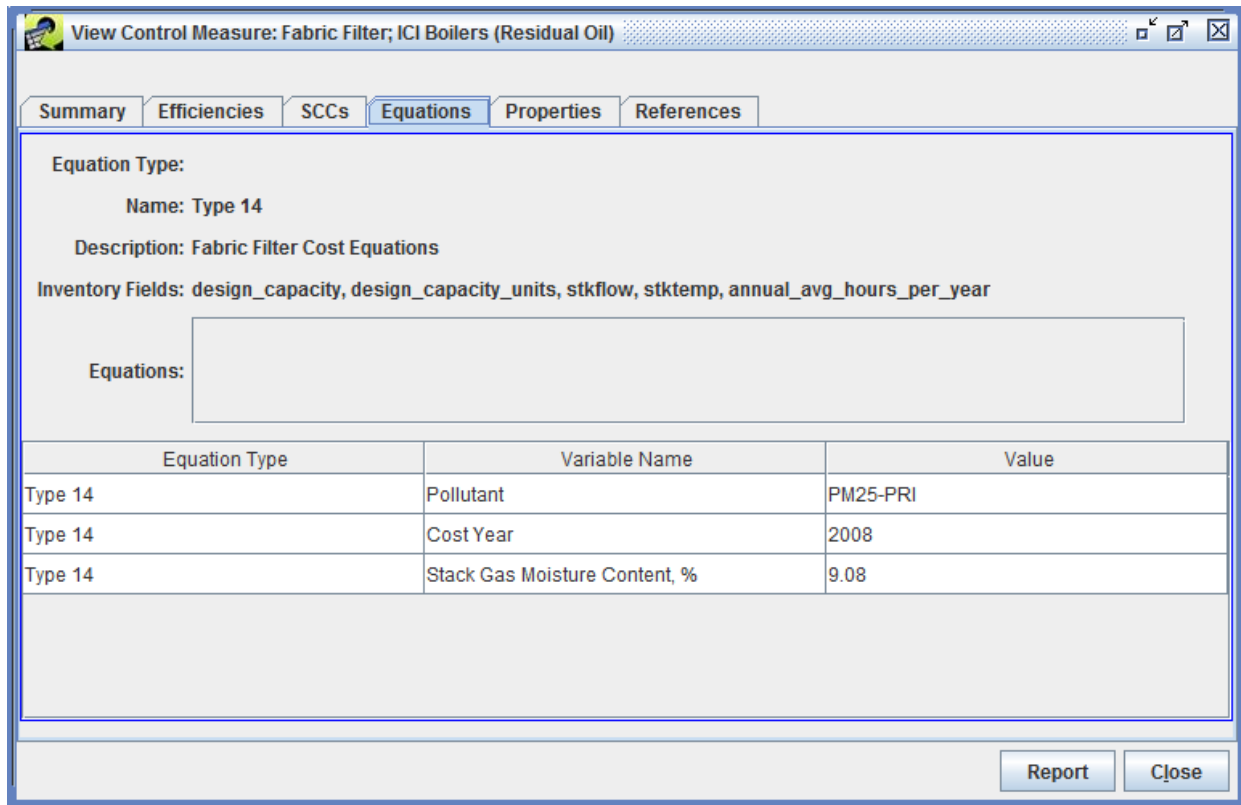 View Control Measure: Fabric Filter; ICI Boilers (Residual Oil)
Summary Efficiencies SCCs Equations Properties References
Equation Type:
Name: Type 14
Description: Fabric Filter Cost Equations
Inventory Fields: design_capacity, design_capacity_units, stkflow, stktemp, annual_avg_hours_per_year
Equations:
Equation Type Variable Name Value
Type 14 Pollutant PM25-PRI
Type 14 Cost Year 2008
Type 14 Stack Gas Moisture Content, % 9.08
Report Close